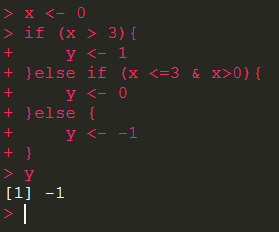 > x <- 0
> if (x > 3){
+     y <- 1
+ }else if (x <=3 & x>0){
+     y <- 0
+ }else {
+     y <- -1
+ }
> y
[1] -1
>